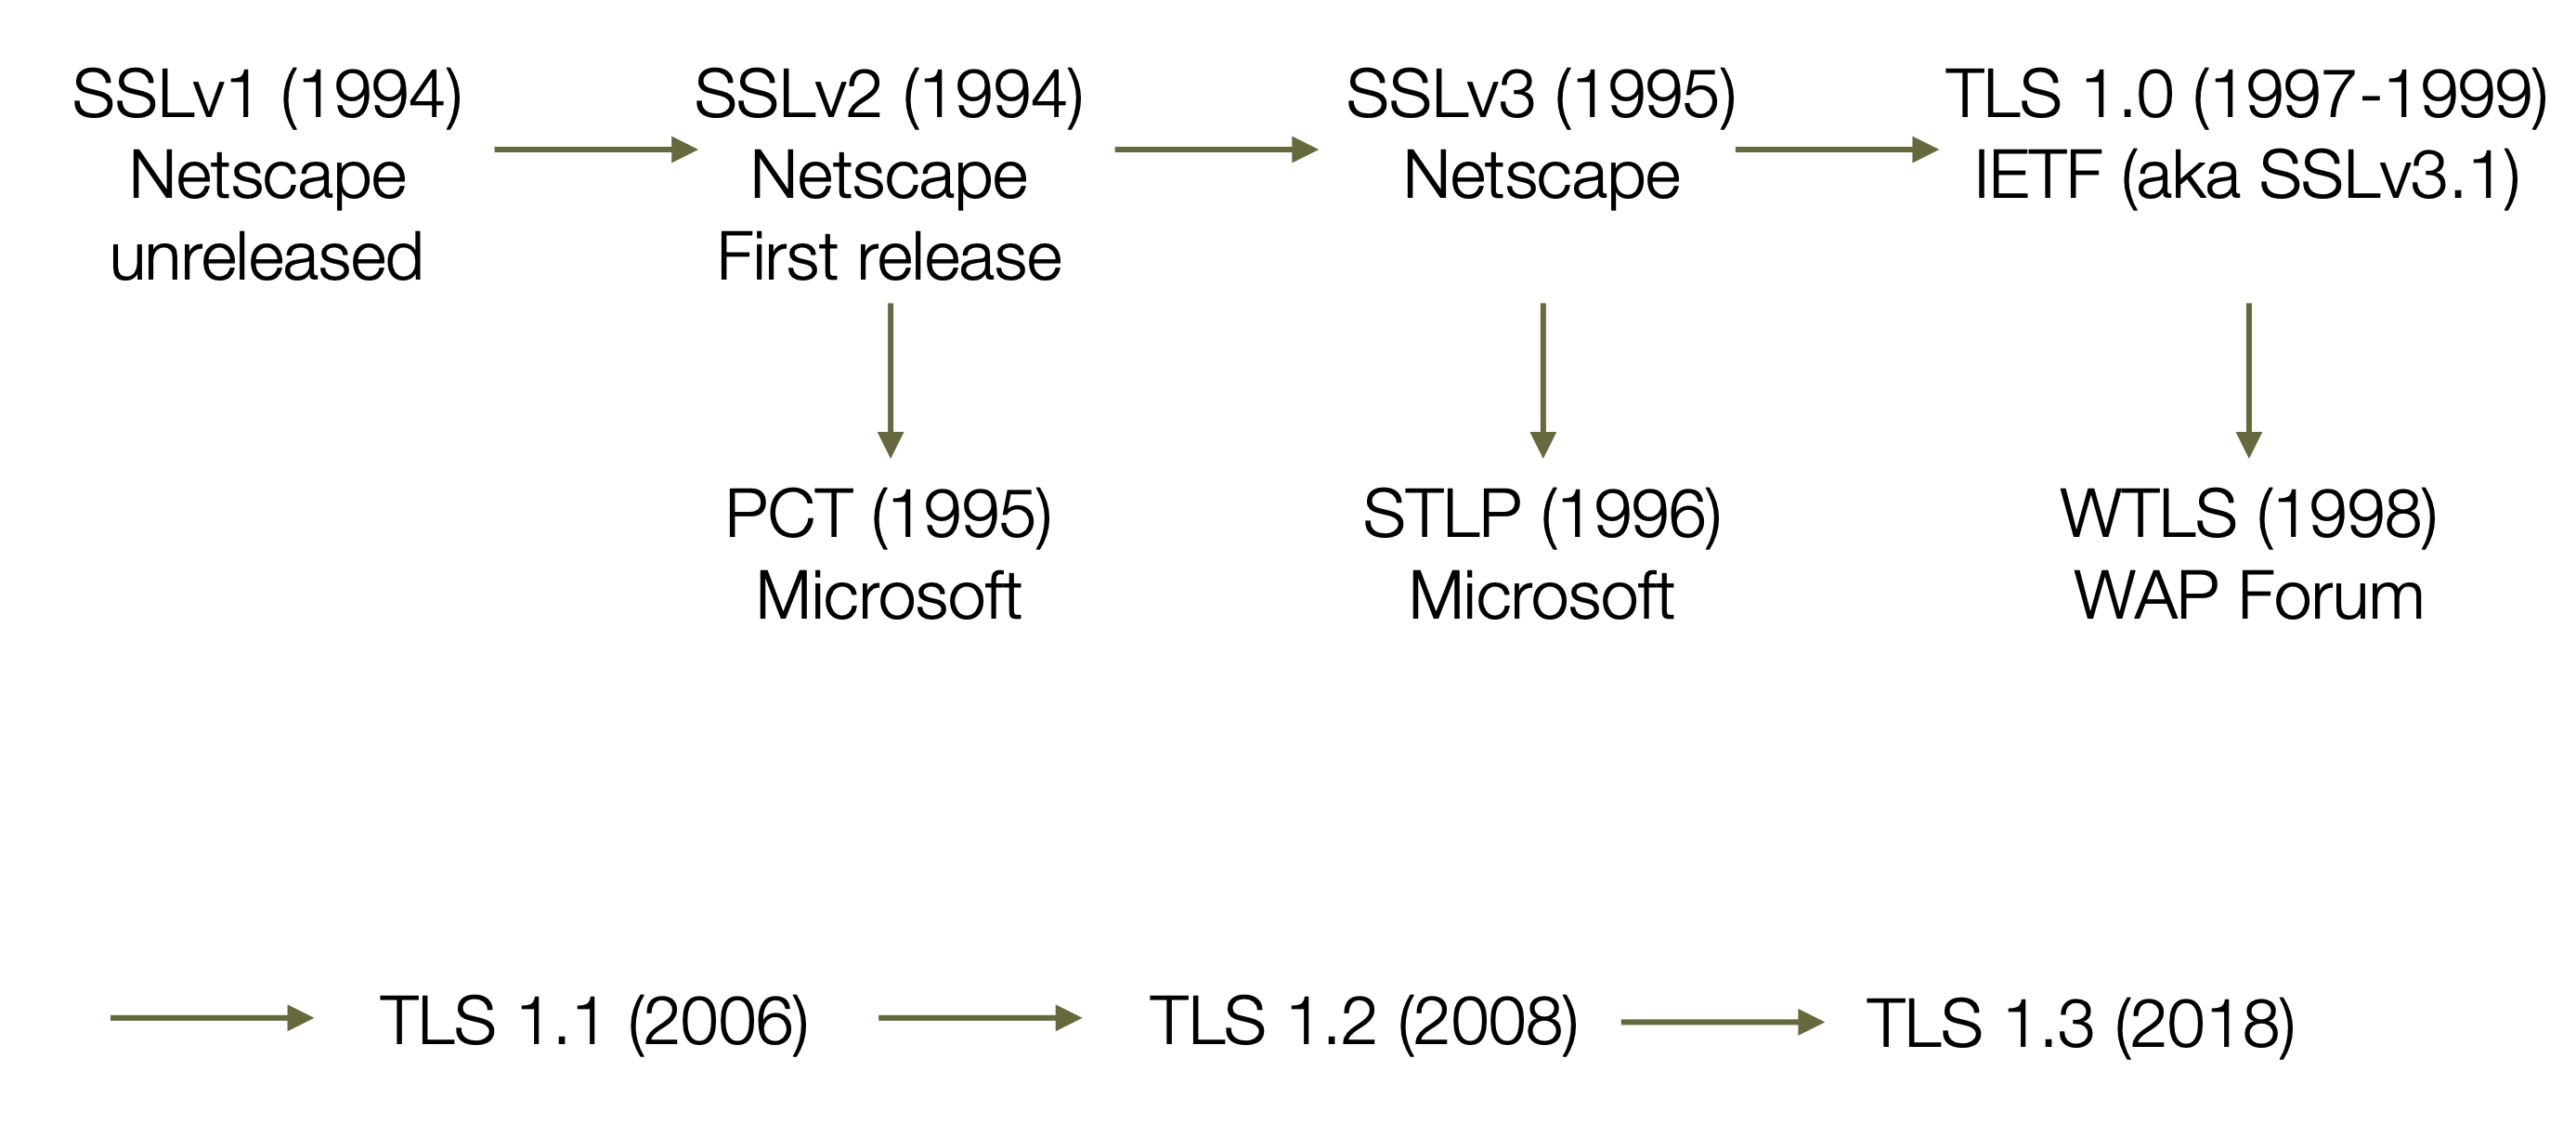 SSLv1 (1994)
Netscape
unreleased
SSLv2 (1994)
Netscape
First release
SSLv3 (1995)
Netscape
TLS 1.0 (1997-1999)
IETF (aka SSLv3.1)
PCT (1995)
Microsoft
STLP (1996)
Microsoft
WTLS (1998)
WAP Forum
TLS 1.1 (2006)
TLS 1.2 (2008)
TLS 1.3 (2018)